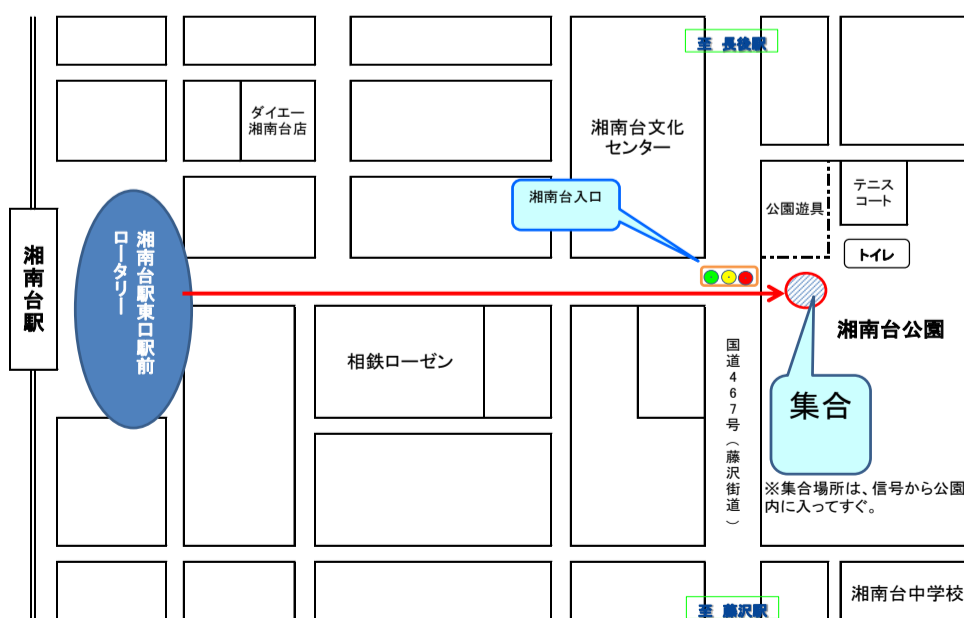 至 長後駅
ダイエー
湘南台店
湘南台文化
センター
湘南台入口
公園遊具
テニス
コート
トイレ
湘南台駅
湘南台駅東口駅前
ロータリー
湘南台公園
相鉄ローゼン
国道467号(藤沢街道)
集合
※集合場所は、信号から公園
内に入ってすぐ。
湘南台中学校
至 藤沢駅